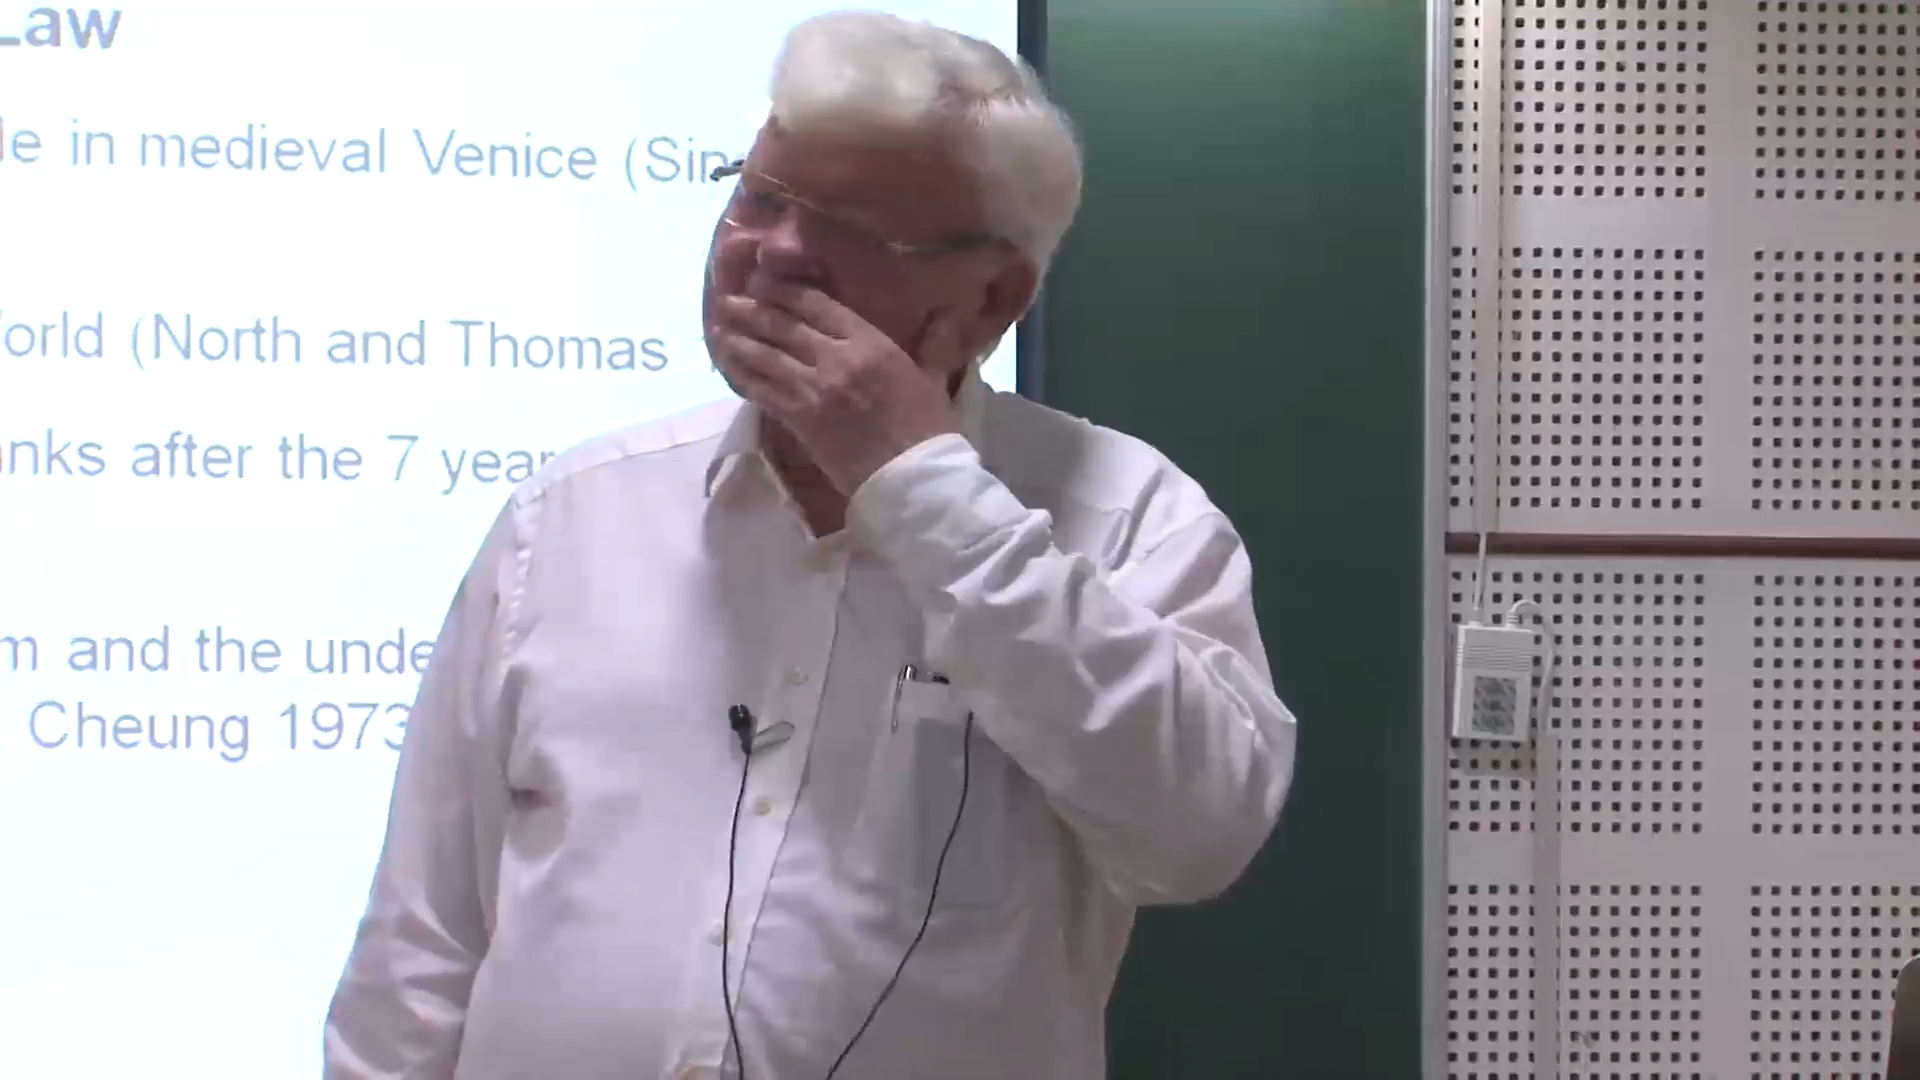 Law
le in medieval Venice (Sin
orld (North and Thomas
nks after the 7 year
m and the unde
Cheung 1973